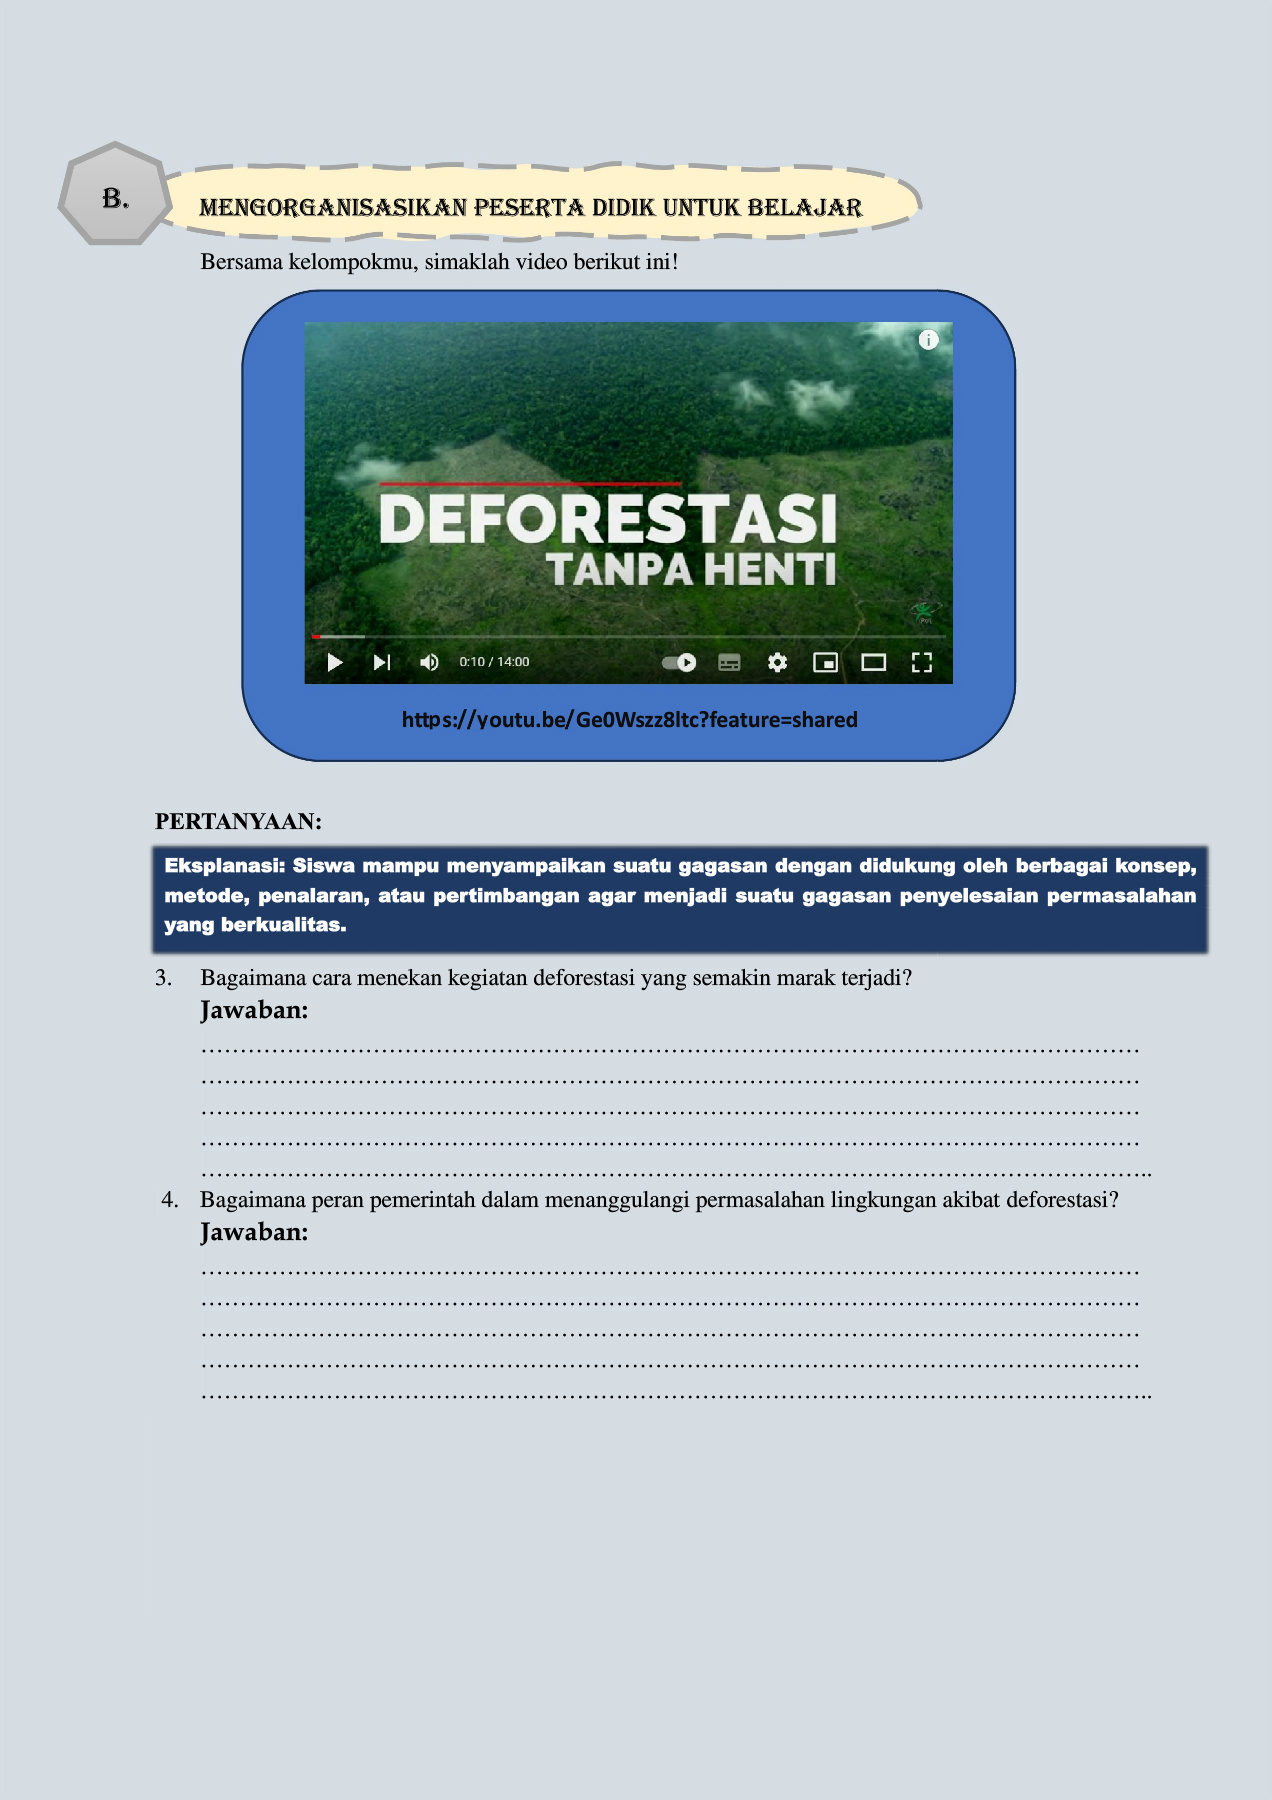 B.
MENGORGANISASIKAN PESERTA DIDIK UNTUK BELAJAR
Bersama kelompokmu, simaklah video berikut ini!
i
DEFORESTASI
TANPA HENTI
0:10 / 14:00
https://youtu.be/Ge0Wszz8ltc?feature=shared
PERTANYAAN:
Eksplanasi: Siswa mampu menyampaikan suatu gagasan dengan didukung oleh berbagai konsep,
metode, penalaran, atau pertimbangan agar menjadi suatu gagasan penyelesaian permasalahan
yang berkualitas.
3. Bagaimana cara menekan kegiatan deforestasi yang semakin marak terjadi?
Jawaban:
……………………………………………………………………………………………………
……………………………………………………………………………………………………
……………………………………………………………………………………………………
……………………………………………………………………………………………………
……………………………………………………………………………………………………..
4. Bagaimana peran pemerintah dalam menanggulangi permasalahan lingkungan akibat deforestasi?
Jawaban:
……………………………………………………………………………………………………
……………………………………………………………………………………………………
……………………………………………………………………………………………………
……………………………………………………………………………………………………
……………………………………………………………………………………………………..